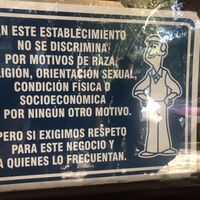 EN ESTE ESTABLECIMIENTO
NO SE DISCRIMINA
POR MOTIVOS DE RAZA,
RELIGIÓN, ORIENTACIÓN SEXUAL,
CONDICIÓN FÍSICA O
SOCIOECONÓMICA
POR NINGÚN OTRO MOTIVO.
PERO SI EXIGIMOS RESPETO
PARA ESTE NEGOCIO Y
A QUIENES LO FRECUENTAN.